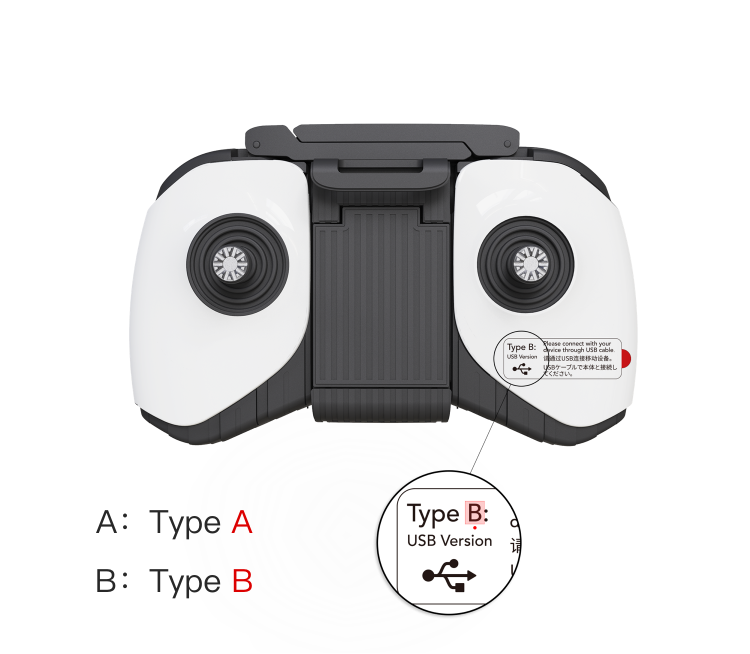 Type B:
USB Version
Please connect with your
device through USB cable.
请通过USB连接移动设备。
USBケーブルで本体と接続し
てください。
Type B:
USB Version
请
A: Type A
B: Type B